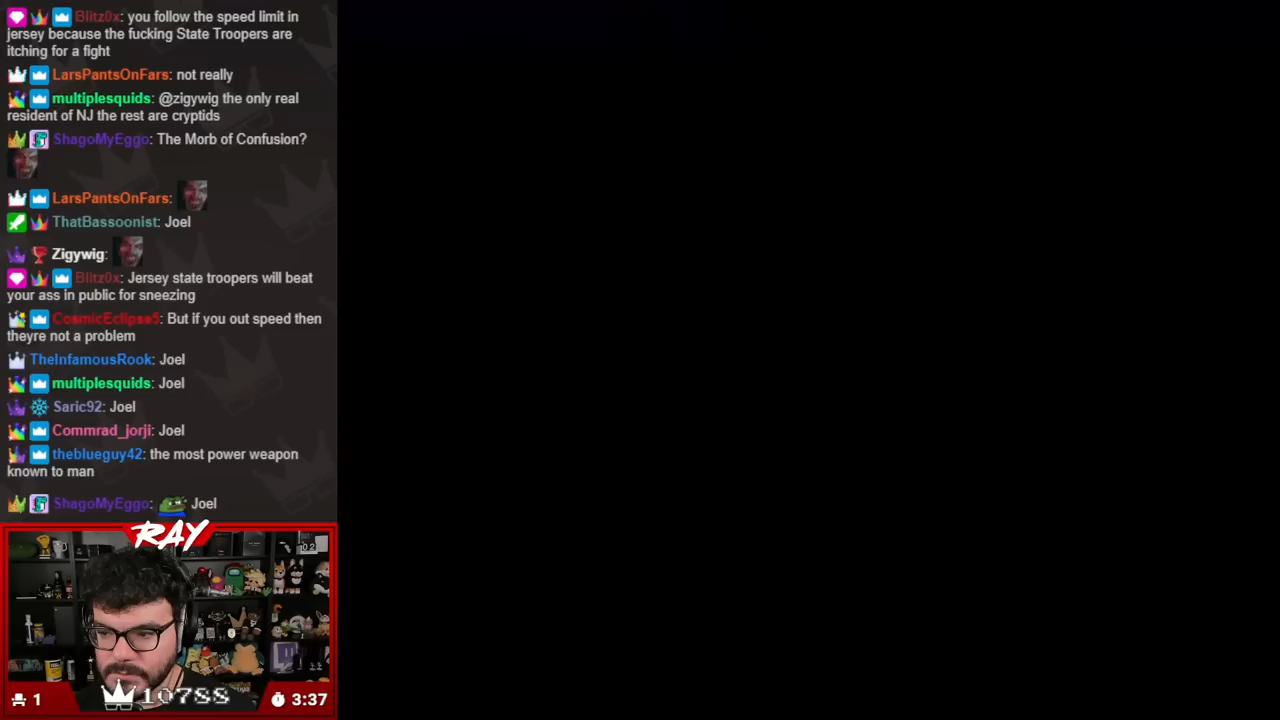 Blitz0x: you follow the speed limit in
jersey because the fucking State Troopers are
itching for a fight
LarsPantsOnFars: not really
multiplesquids: @zigywig the only real
resident of NJ the rest are cryptids
ShagoMyEggo: The Morb of Confusion?
LarsPantsOnFars:
ThatBassoonist: Joel
Zigywig:
Blitz0x: Jersey state troopers will beat
your ass in public for sneezing
CosmicEclipse5: But if you out speed then
theyre not a problem
TheInfamousRook: Joel
multiplesquids: Joel
Saric92: Joel
Commrad_jorji: Joel
theblueguy42: the most power weapon
known to man
ShagoMyEggo: Joel
RAY
1
10788
3:37